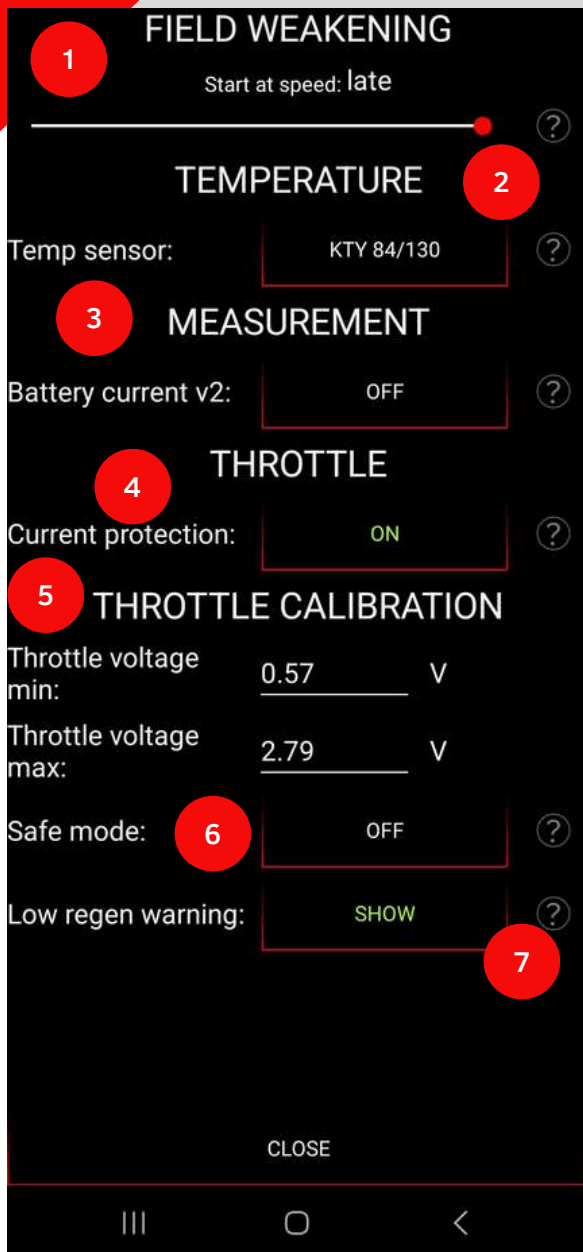 1
FIELD WEAKENING
Start at speed: late
?
TEMPERATURE
2
Temp sensor:
KTY 84/130
?
3
MEASUREMENT
Battery current v2:
OFF
?
THROTTLE
4
Current protection:
ON
?
5
THROTTLE CALIBRATION
Throttle voltage
min:
0.57
V
Throttle voltage
max:
2.79
V
Safe mode:
6
OFF
?
Low regen warning:
SHOW
?
7
CLOSE